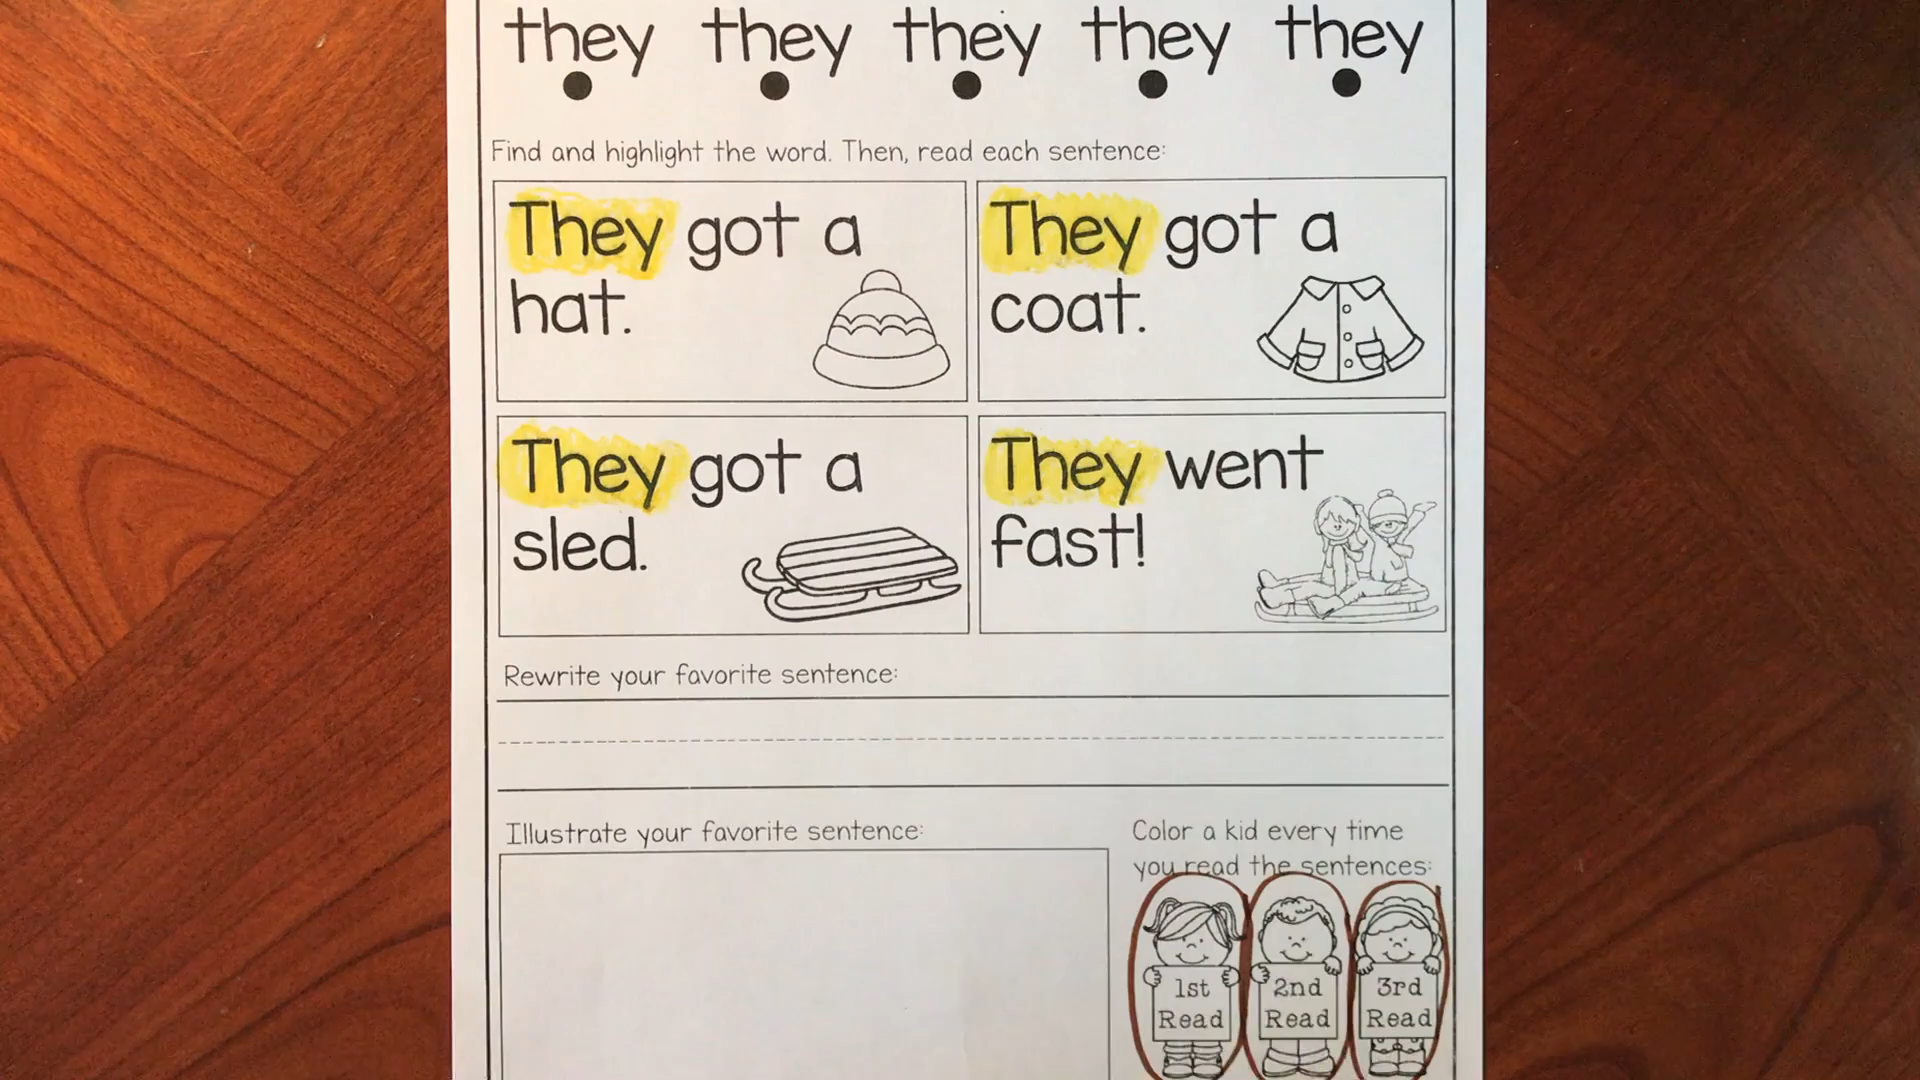 they they they they they
Find and highlight the word. Then, read each sentence:
They got a
hat.
They got a
coat.
They got a
sled.
They went
fast!
Rewrite your favorite sentence:
Illustrate your favorite sentence:
Color a kid every time
you read the sentences:
1st
Read
2nd
Read
3rd
Read